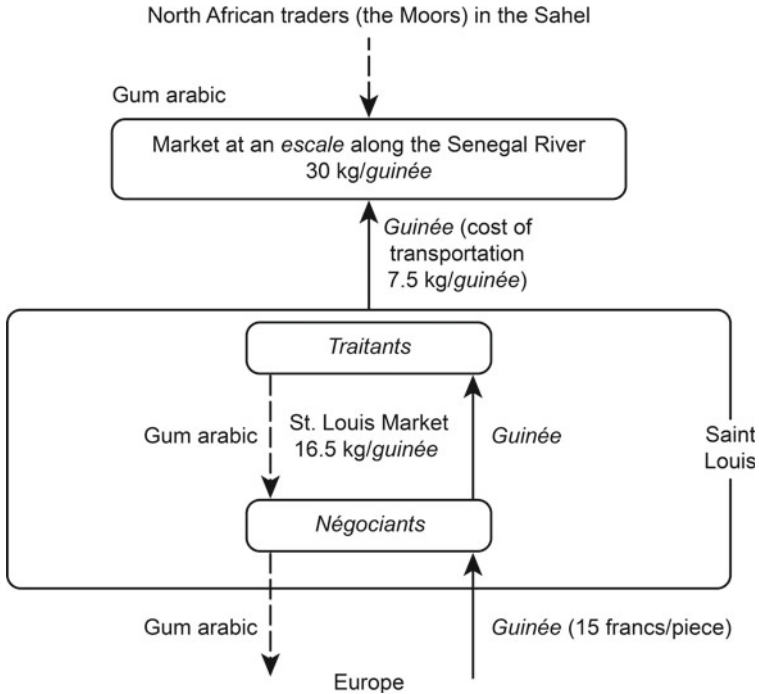 North African traders (the Moors) in the Sahel
Gum arabic
Market at an escale along the Senegal River
30 kg/guinée
Guinée (cost of
transportation
7.5 kg/guinée)
Traitants
Gum arabic
St. Louis Market
16.5 kg/guinée
Guinée
Saint
Louis
Négociants
Gum arabic
Guinée (15 francs/piece)
Europe